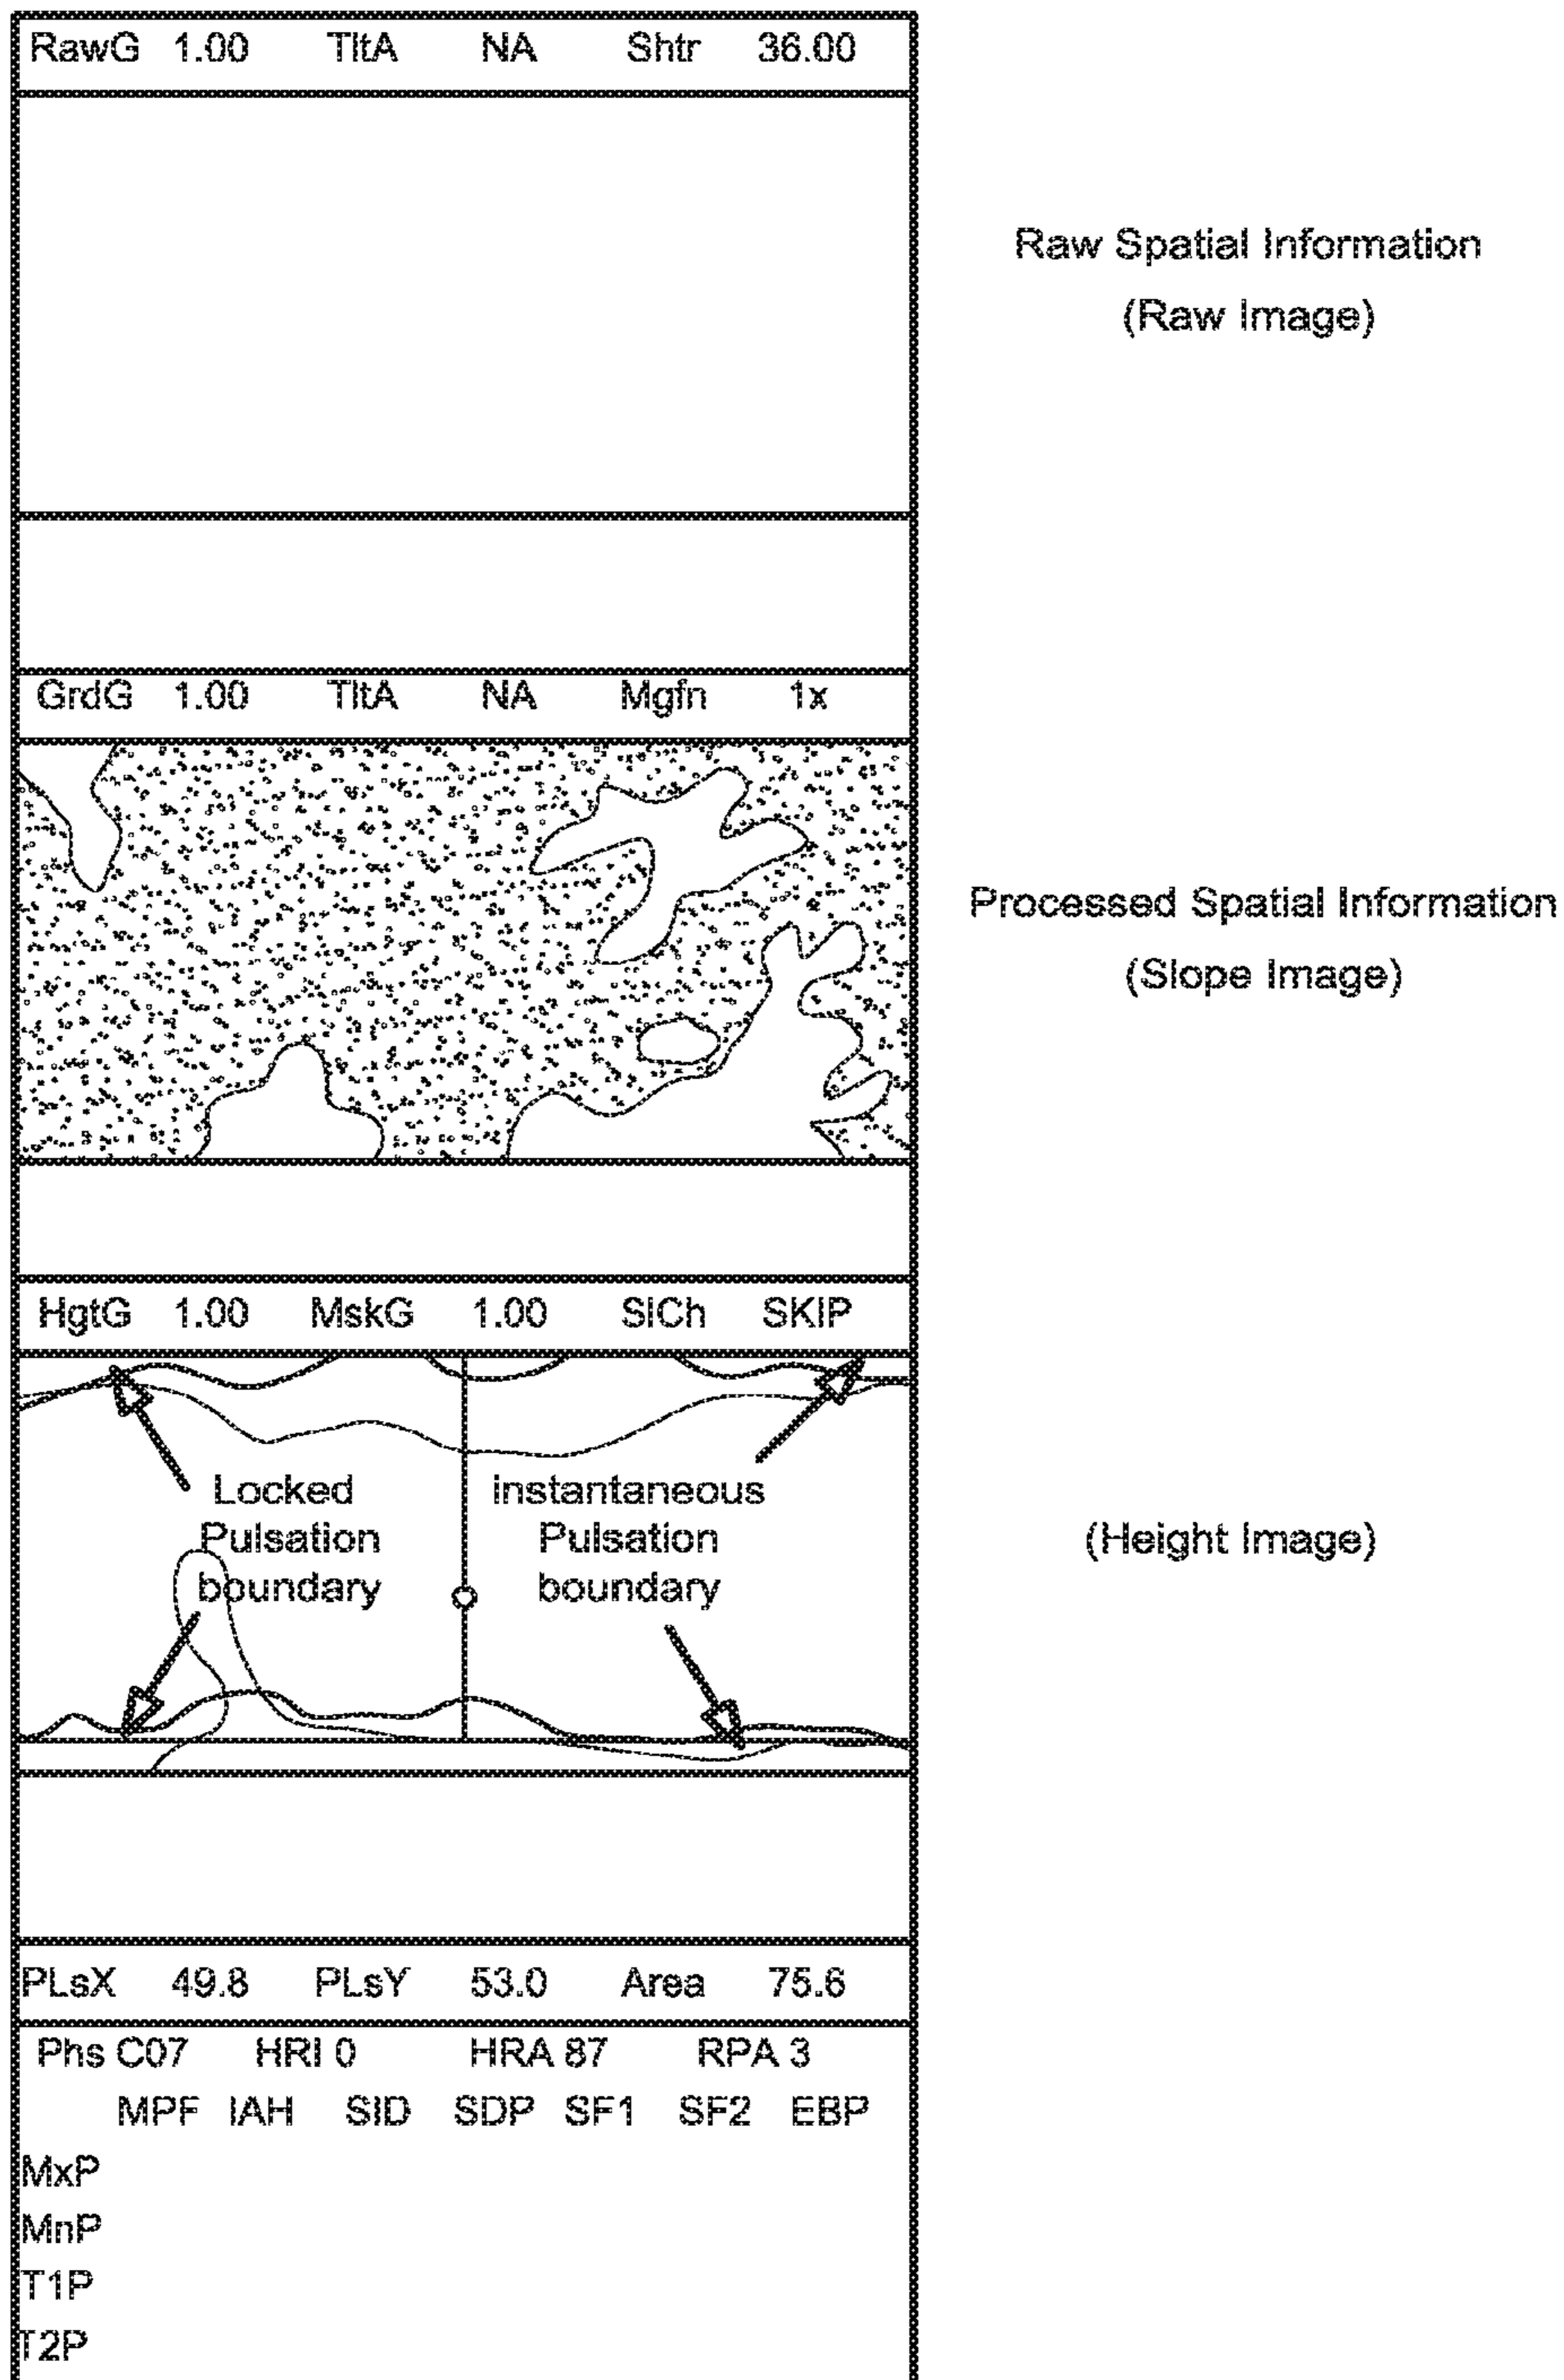 RawG 1.00 TltA NA Shtr 36.00
Raw Spatial Information
(Raw Image)
GrdG 1.00 TltA NA Mgfn 1x
Processed Spatial Information
(Slope Image)
HgtG 1.00 MskG 1.00 SlCh SKIP
Locked
Pulsation
boundary
instantaneous
Pulsation
boundary
(Height Image)
PLsX 49.8 PLsY 53.0 Area 75.6
Phs C07 HRI 0 HRA 87 RPA 3
MPF IAH SID SDP SF1 SF2 EBP
MxP
MnP
T1P
T2P